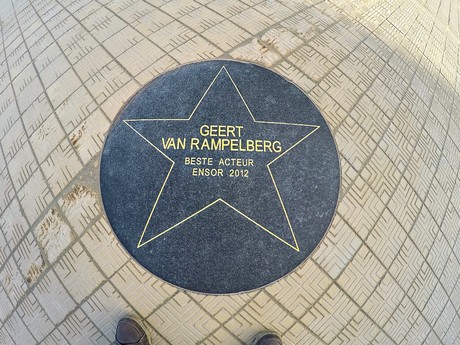 GEERT
VAN RAMPELBERG
BESTE ACTEUR
ENSOR 2012